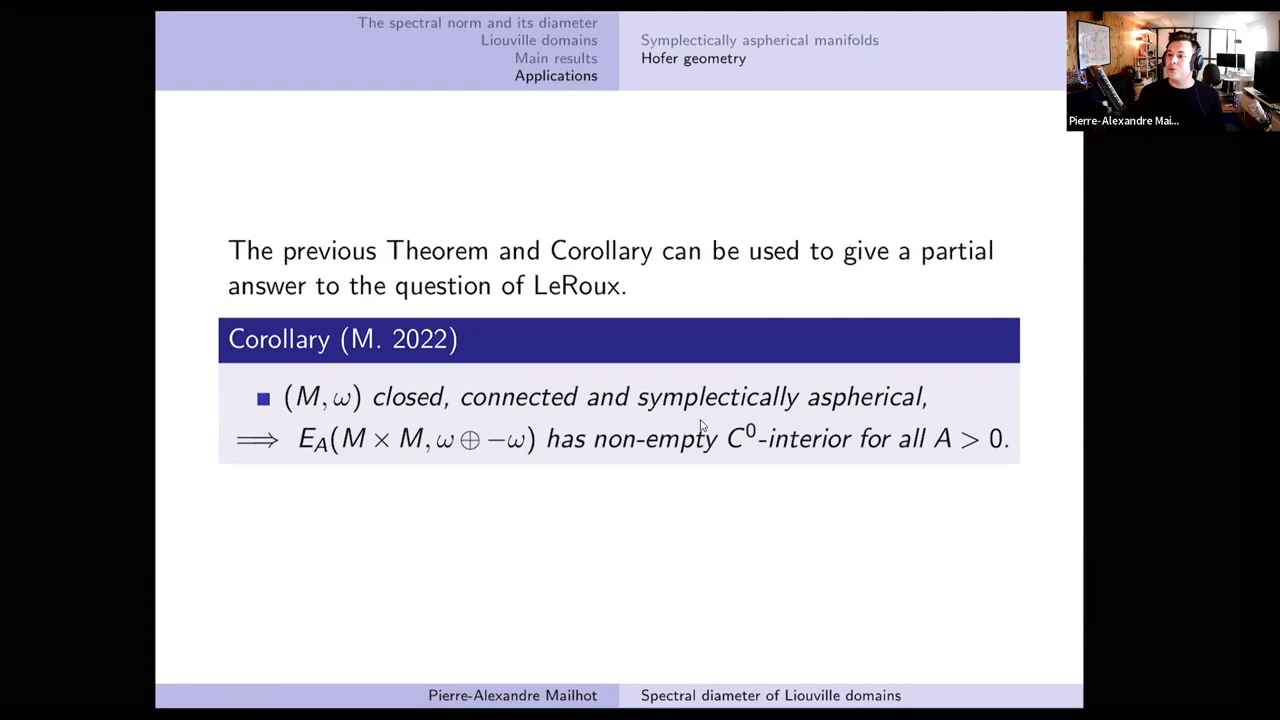 The spectral norm and its diameter
Liouville domains
Main results
Applications
Symplectically aspherical manifolds
Hofer geometry
Pierre-Alexandre Mai...
The previous Theorem and Corollary can be used to give a partial
answer to the question of LeRoux.
Corollary (M. 2022)
(M, ω) closed, connected and symplectically aspherical,
⟹ E_A(M × M, ω ⊕ −ω) has non-empty C⁰-interior for all A > 0.
Pierre-Alexandre Mailhot
Spectral diameter of Liouville domains